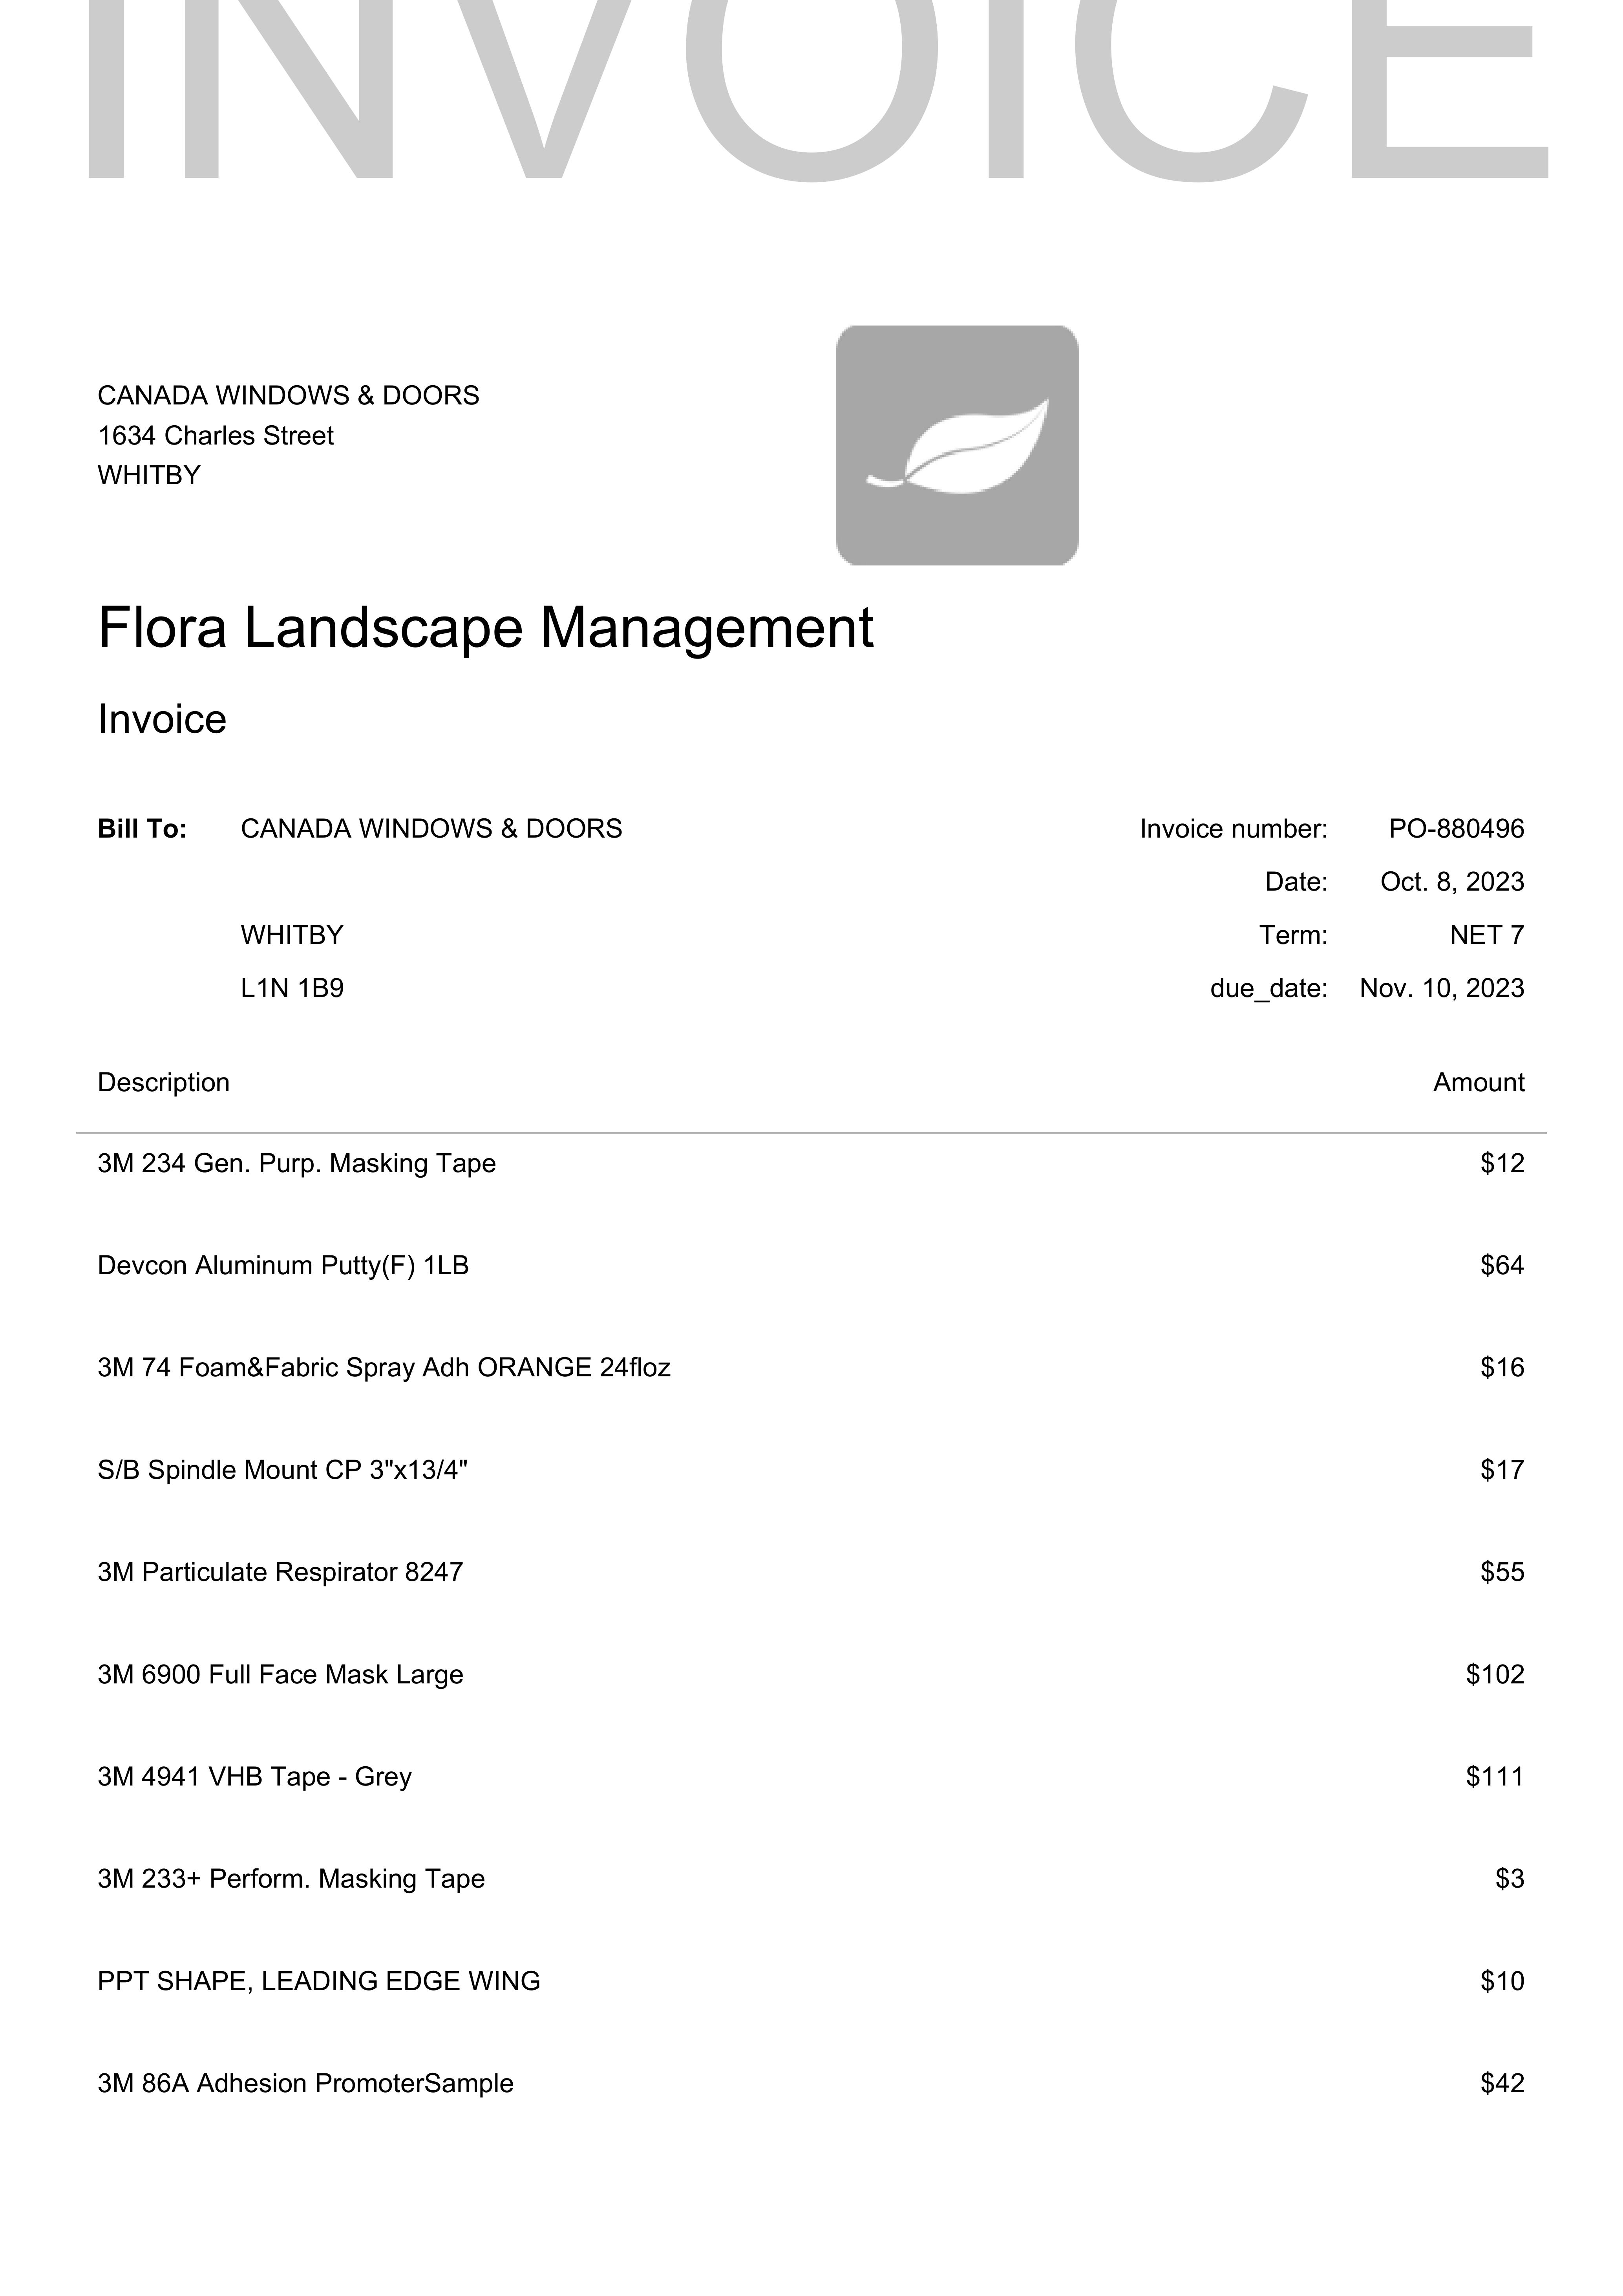 INVOICE
CANADA WINDOWS & DOORS
1634 Charles Street
WHITBY
Flora Landscape Management
Invoice
Bill To: CANADA WINDOWS & DOORS Invoice number: PO-880496
Date: Oct. 8, 2023
WHITBY Term: NET 7
L1N 1B9 due_date: Nov. 10, 2023
Description Amount
3M 234 Gen. Purp. Masking Tape $12
Devcon Aluminum Putty(F) 1LB $64
3M 74 Foam&Fabric Spray Adh ORANGE 24floz $16
S/B Spindle Mount CP 3"x13/4" $17
3M Particulate Respirator 8247 $55
3M 6900 Full Face Mask Large $102
3M 4941 VHB Tape - Grey $111
3M 233+ Perform. Masking Tape $3
PPT SHAPE, LEADING EDGE WING $10
3M 86A Adhesion PromoterSample $42